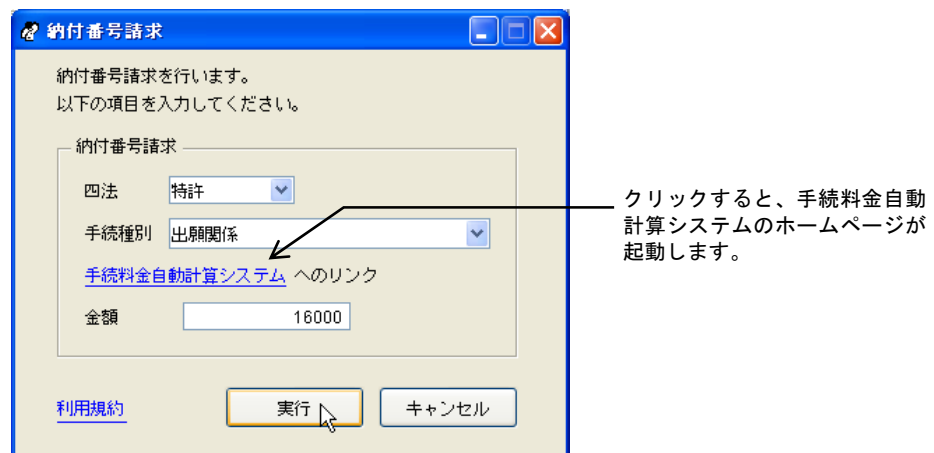 納付番号請求
納付番号請求を行います。
以下の項目を入力してください。
納付番号請求
四法 特許
手続種別 出願関係
手続料金自動計算システム へのリンク
金額 16000
利用規約 実行 キャンセル
クリックすると、手続料金自動
計算システムのホームページが
起動します。